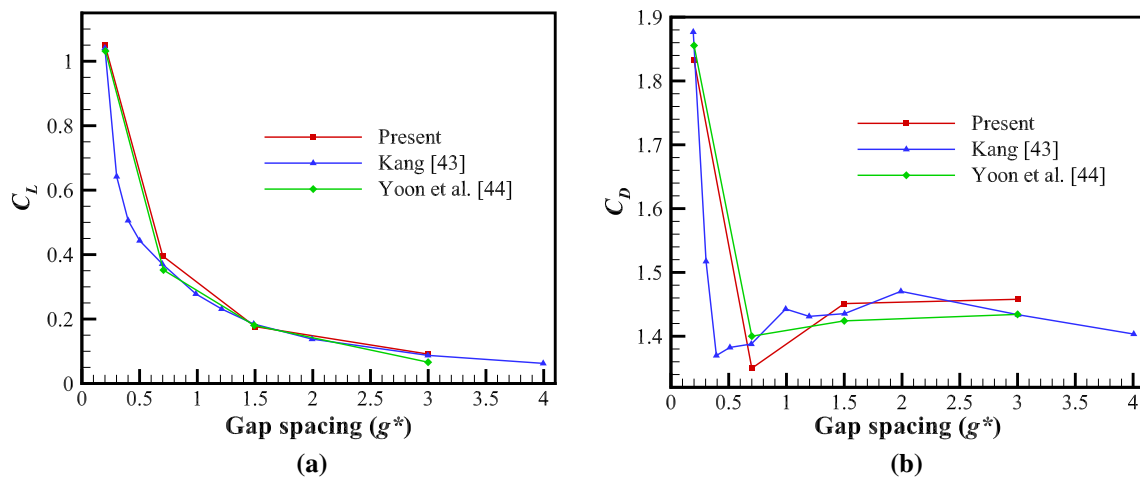 1
0.8
0.6
0.4
0.2
0
C_L
Present
Kang [43]
Yoon et al. [44]
0 0.5 1 1.5 2 2.5 3 3.5 4
Gap spacing (g*)
(a)
1.9
1.8
1.7
1.6
1.5
1.4
C_D
Present
Kang [43]
Yoon et al. [44]
0 0.5 1 1.5 2 2.5 3 3.5 4
Gap spacing (g*)
(b)